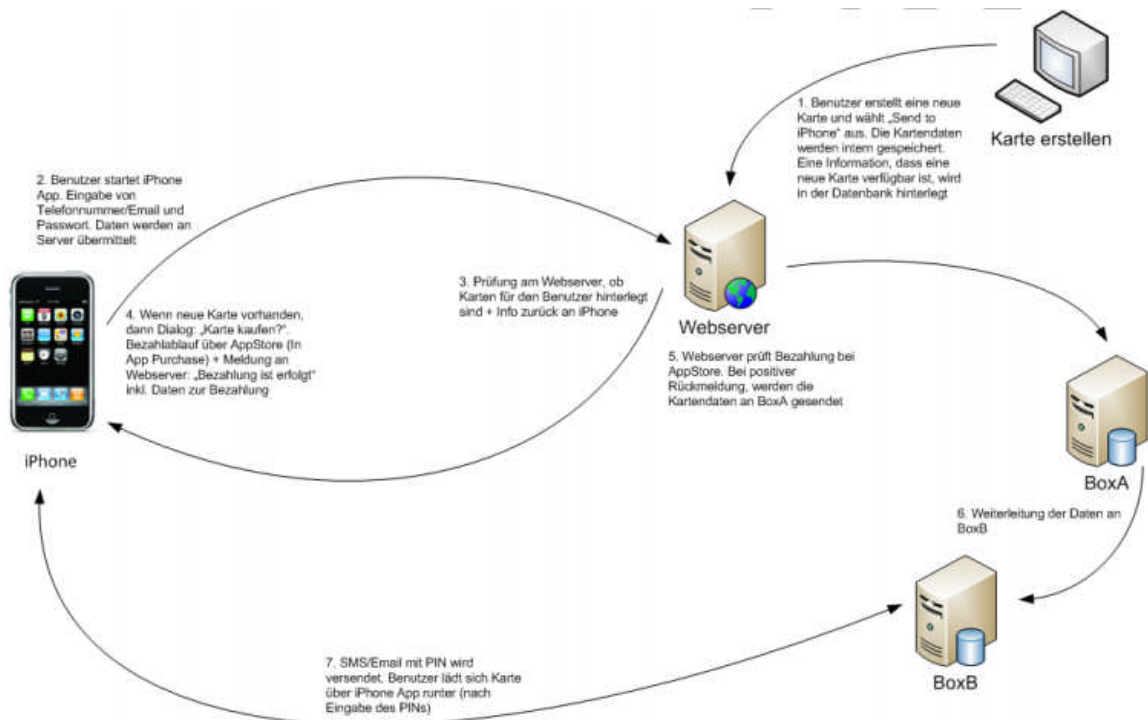 1. Benutzer erstellt eine neue
Karte und wählt „Send to
iPhone“ aus. Die Kartendaten
werden intern gespeichert.
Eine Information, dass eine
neue Karte verfügbar ist, wird
in der Datenbank hinterlegt
Karte erstellen
2. Benutzer startet iPhone
App. Eingabe von
Telefonnummer/Email und
Passwort. Daten werden an
Server übermittelt
3. Prüfung am Webserver, ob
Karten für den Benutzer hinterlegt
sind + Info zurück an iPhone
Webserver
4. Wenn neue Karte vorhanden,
dann Dialog: „Karte kaufen?“.
Bezahlablauf über AppStore (In
App Purchase) + Meldung an
Webserver: „Bezahlung ist erfolgt“
inkl. Daten zur Bezahlung
iPhone
5. Webserver prüft Bezahlung bei
AppStore. Bei positiver
Rückmeldung, werden die
Kartendaten an BoxA gesendet
BoxA
6. Weiterleitung der Daten an
BoxB
BoxB
7. SMS/Email mit PIN wird
versendet. Benutzer lädt sich Karte
über iPhone App runter (nach
Eingabe des PINs)